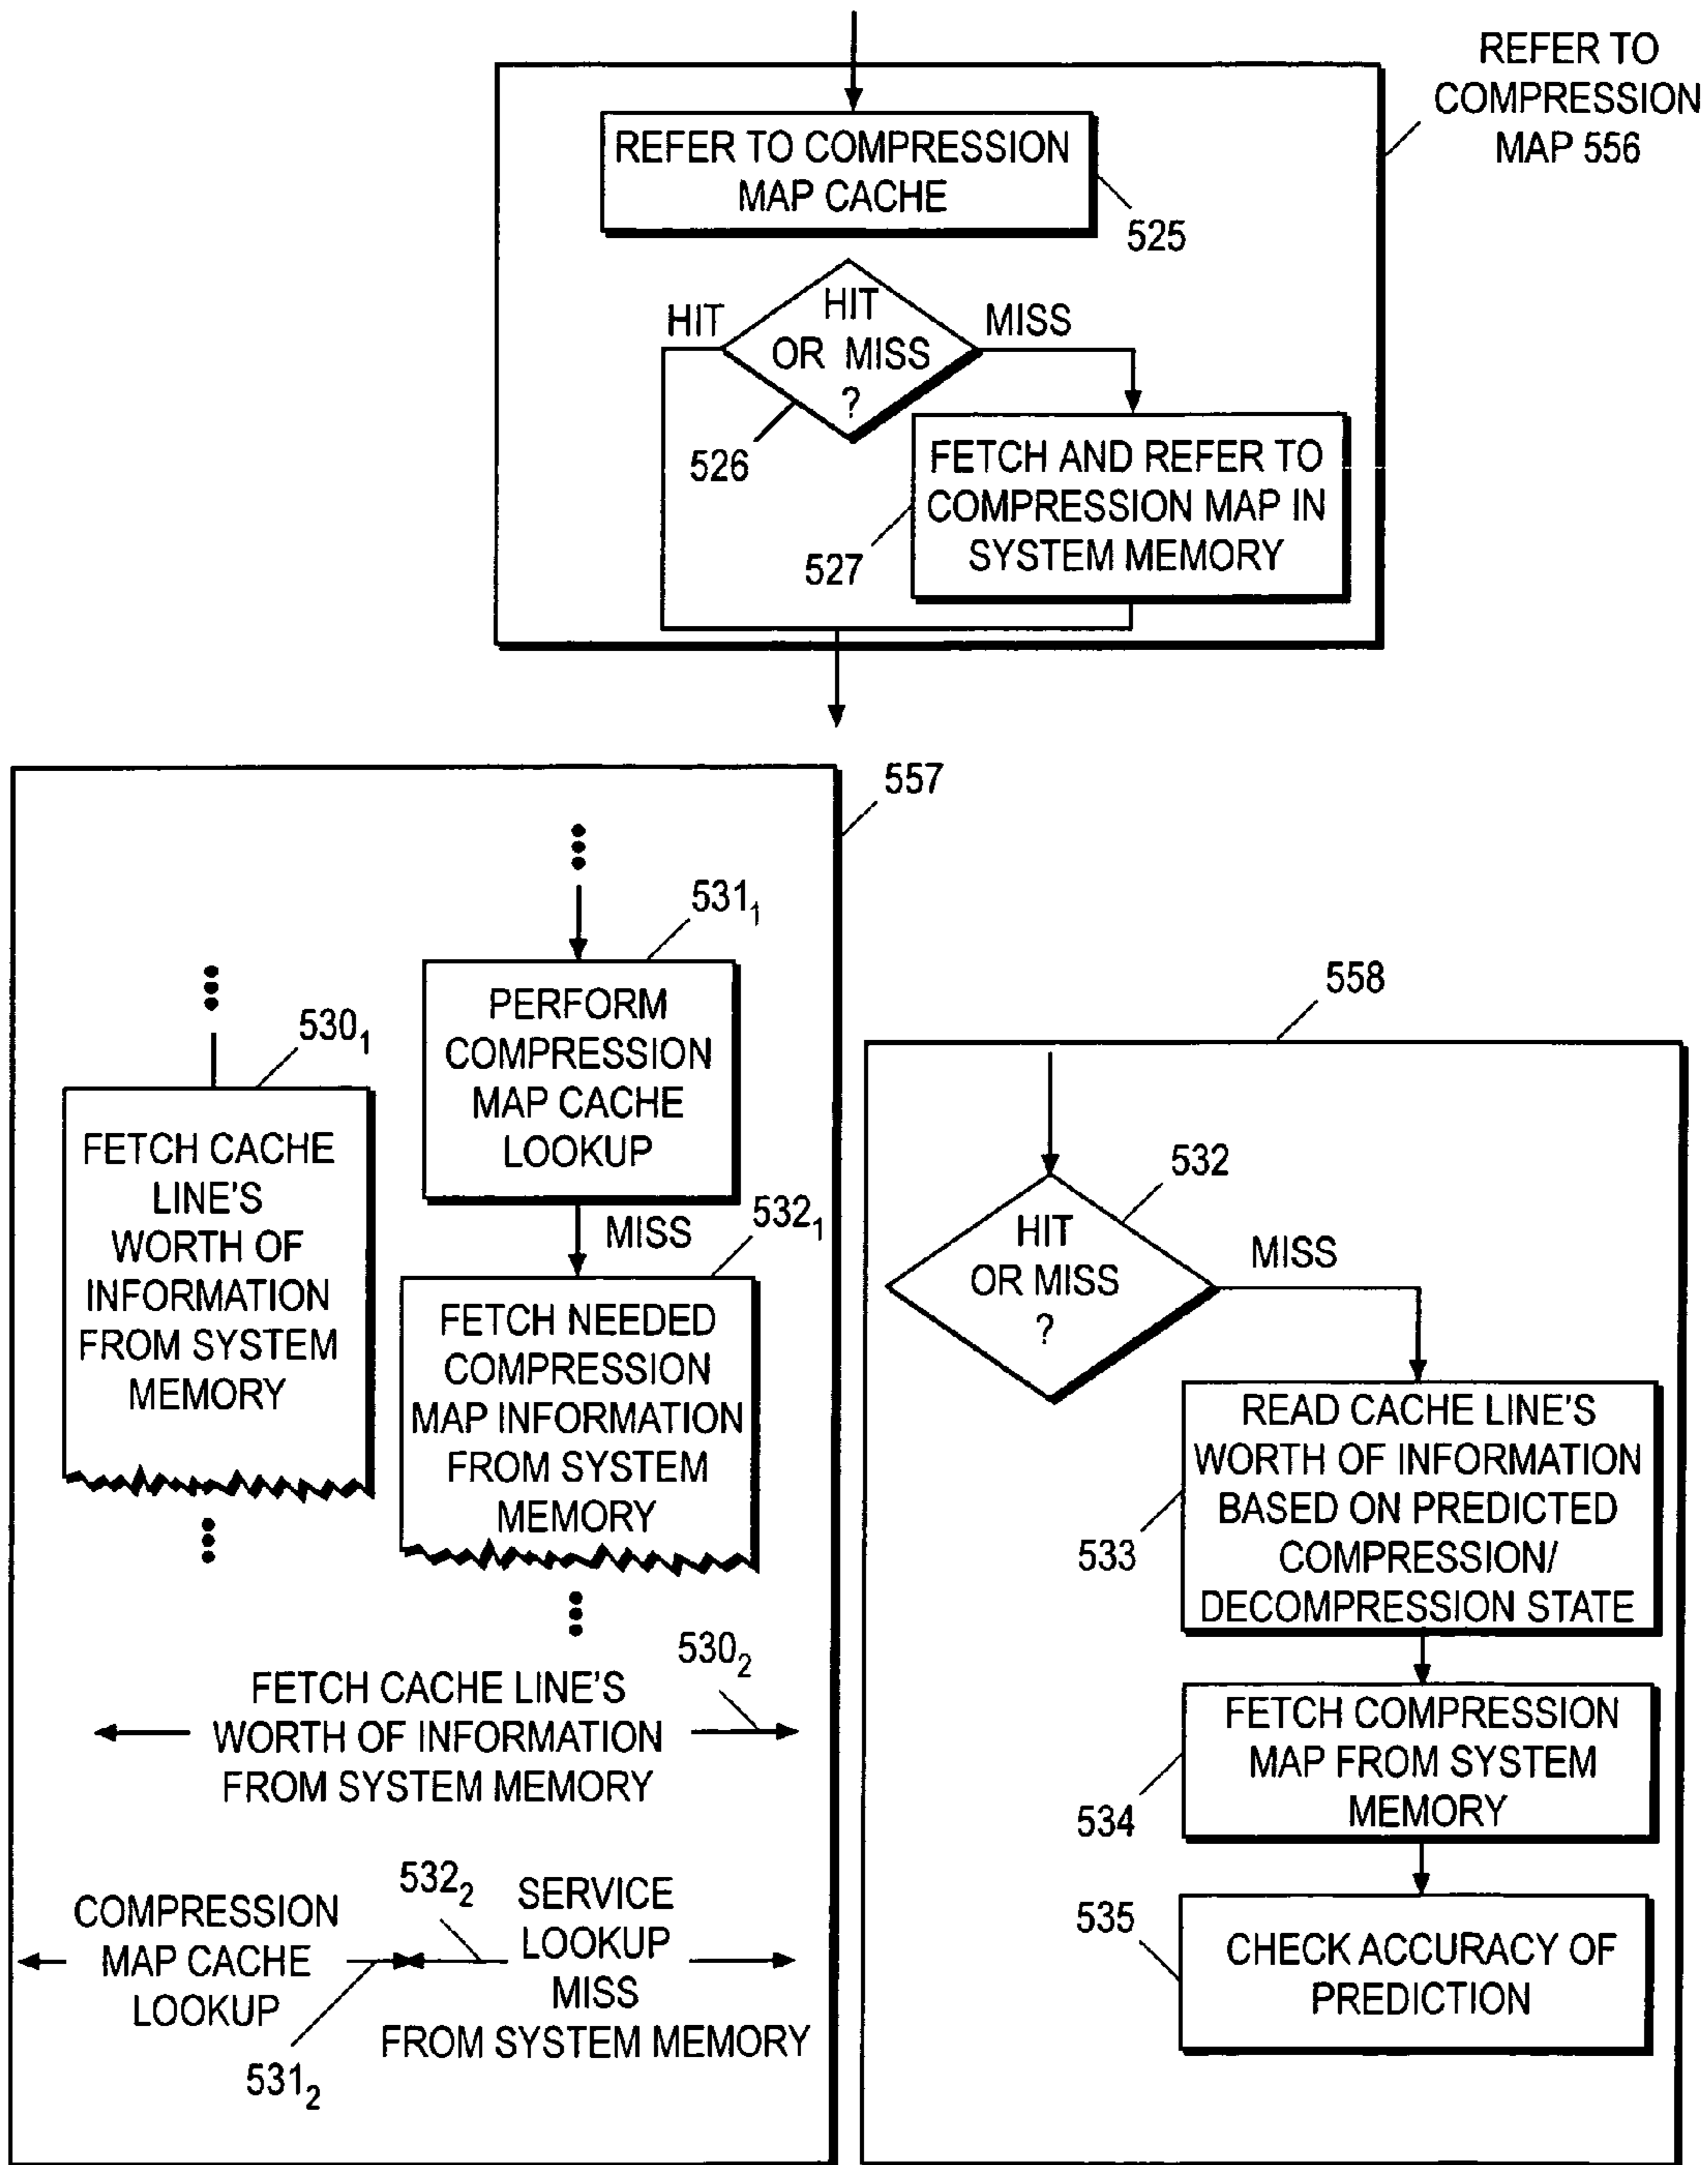 REFER TO
COMPRESSION
MAP 556
REFER TO COMPRESSION
MAP CACHE
525
HIT
HIT
OR MISS
?
MISS
526
FETCH AND REFER TO
COMPRESSION MAP IN
SYSTEM MEMORY
527
557
531₁
PERFORM
COMPRESSION
MAP CACHE
LOOKUP
530₁
FETCH CACHE
LINE'S
WORTH OF
INFORMATION
FROM SYSTEM
MEMORY
MISS
532₁
FETCH NEEDED
COMPRESSION
MAP INFORMATION
FROM SYSTEM
MEMORY
530₂
FETCH CACHE LINE'S
WORTH OF INFORMATION
FROM SYSTEM MEMORY
COMPRESSION
MAP CACHE
LOOKUP
531₂
532₂
SERVICE
LOOKUP
MISS
FROM SYSTEM MEMORY
558
532
HIT
OR MISS
?
MISS
READ CACHE LINE'S
WORTH OF INFORMATION
BASED ON PREDICTED
COMPRESSION/
DECOMPRESSION STATE
533
FETCH COMPRESSION
MAP FROM SYSTEM
MEMORY
534
535
CHECK ACCURACY OF
PREDICTION